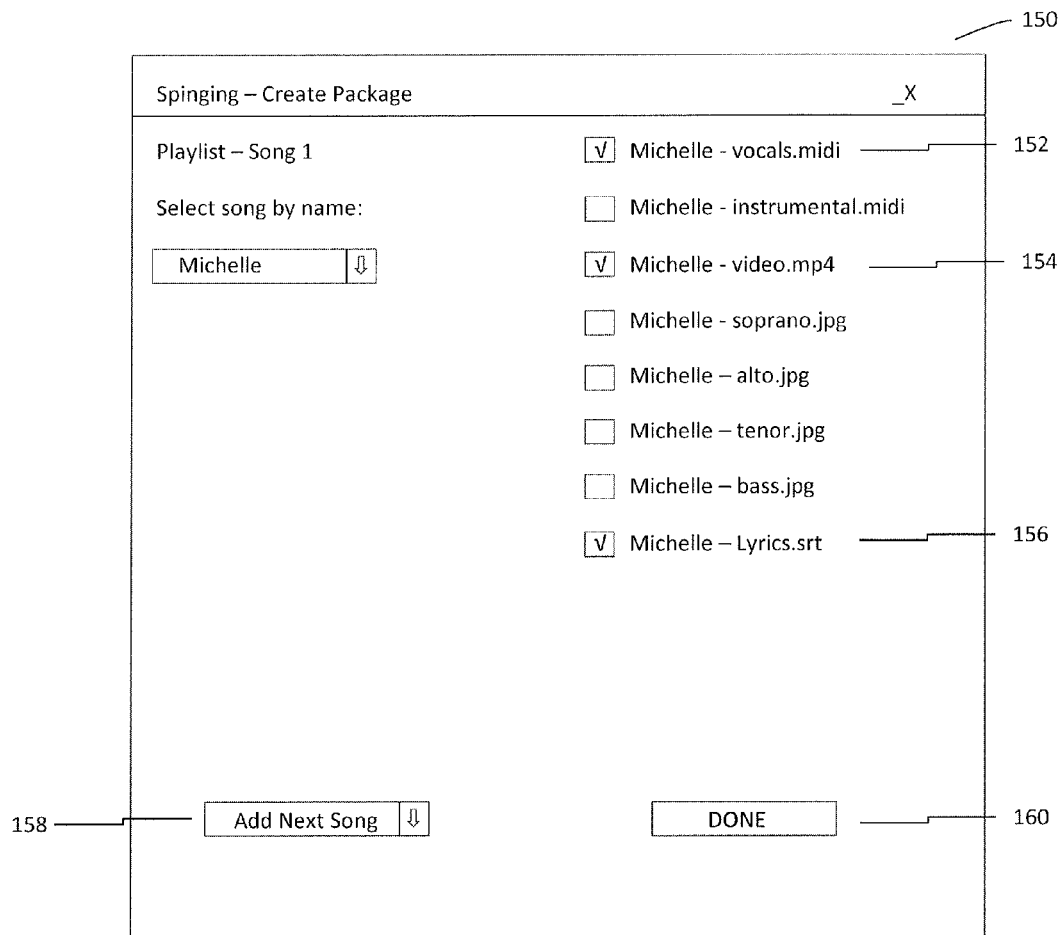 150
Spinging – Create Package _X
Playlist – Song 1
Select song by name:
Michelle ⇩
√ Michelle - vocals.midi 152
Michelle - instrumental.midi
√ Michelle - video.mp4 154
Michelle - soprano.jpg
Michelle – alto.jpg
Michelle – tenor.jpg
Michelle – bass.jpg
√ Michelle – Lyrics.srt 156
158 Add Next Song ⇩
DONE 160